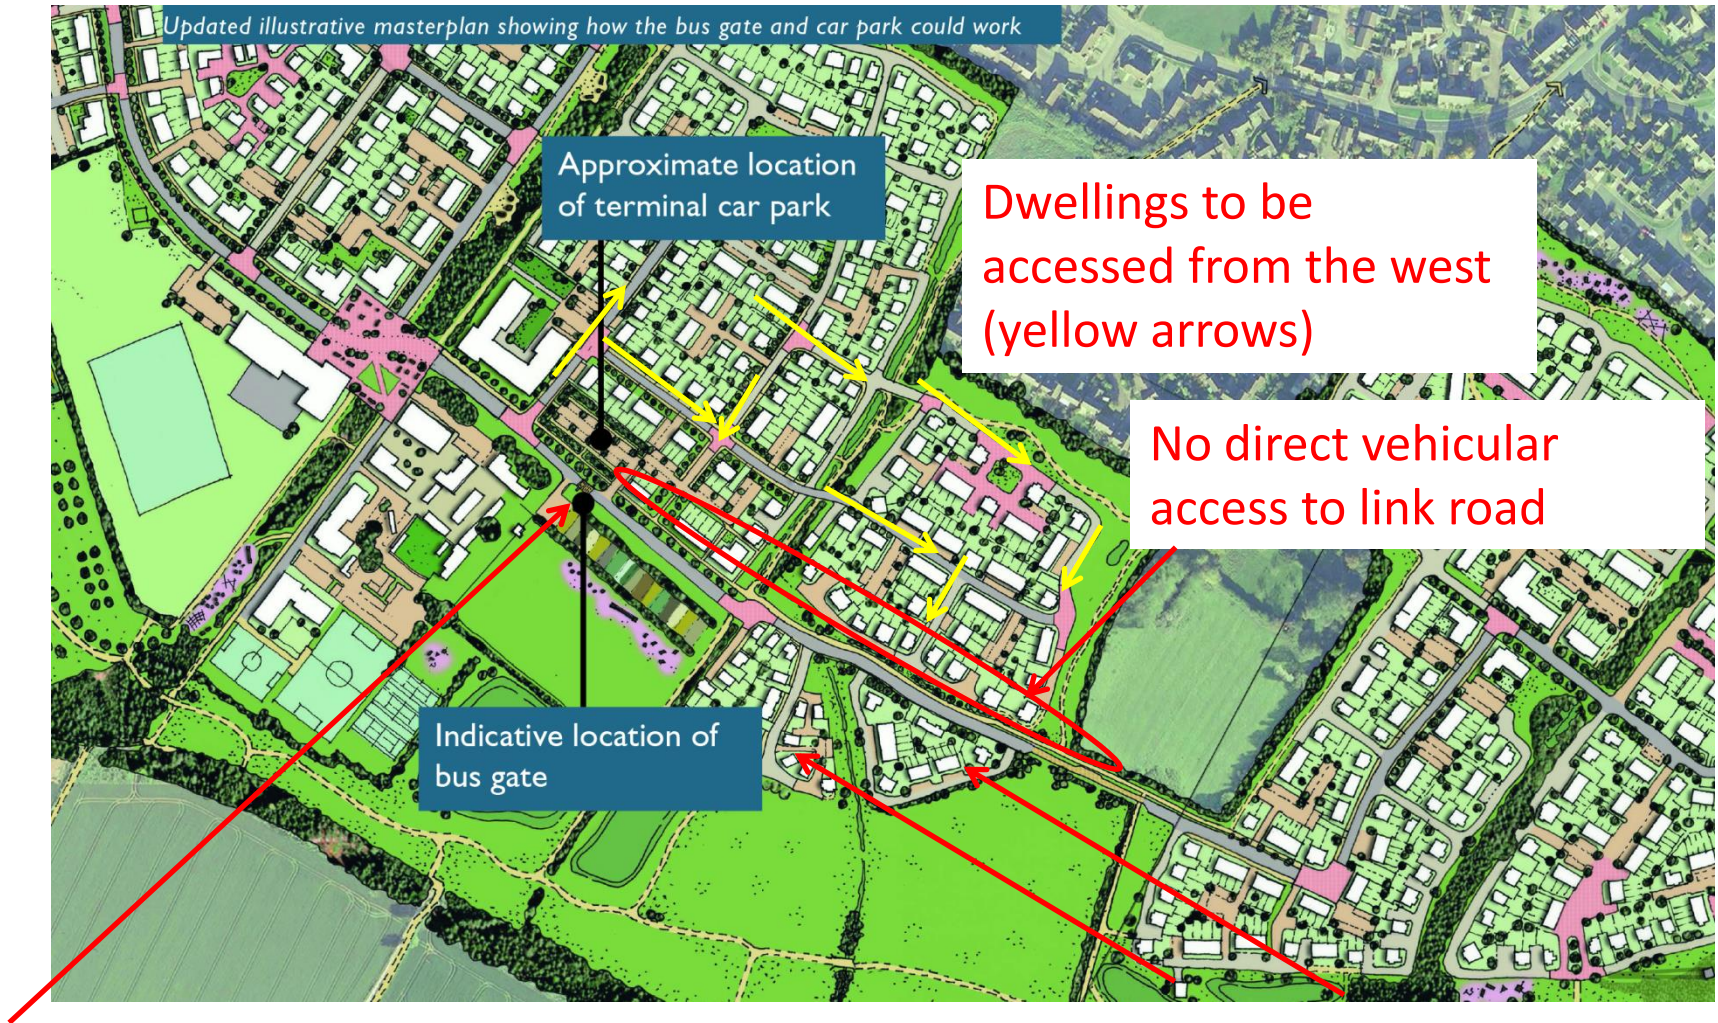 Updated illustrative masterplan showing how the bus gate and car park could work
Approximate location
of terminal car park
Dwellings to be
accessed from the west
(yellow arrows)
No direct vehicular
access to link road
Indicative location of
bus gate